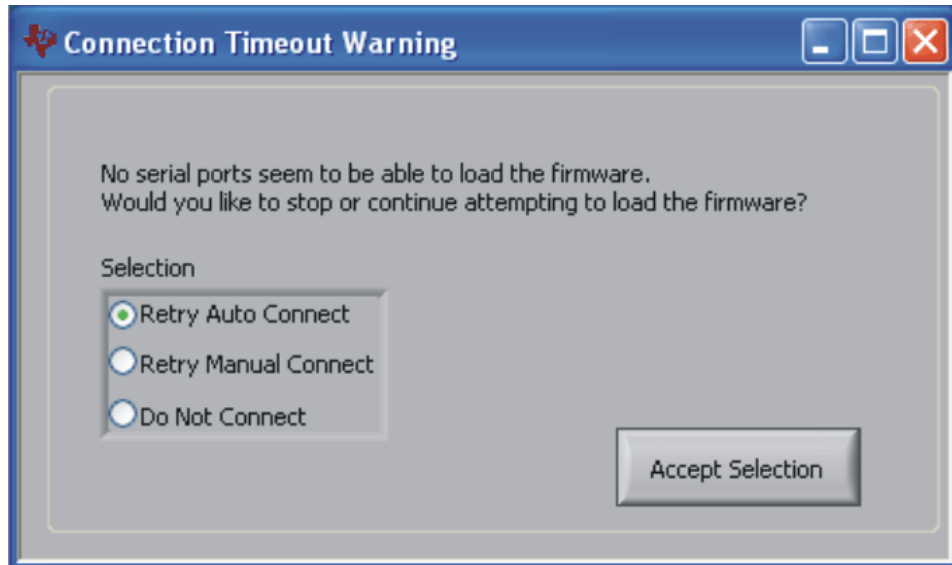 Connection Timeout Warning
No serial ports seem to be able to load the firmware.
Would you like to stop or continue attempting to load the firmware?
Selection
Retry Auto Connect
Retry Manual Connect
Do Not Connect
Accept Selection